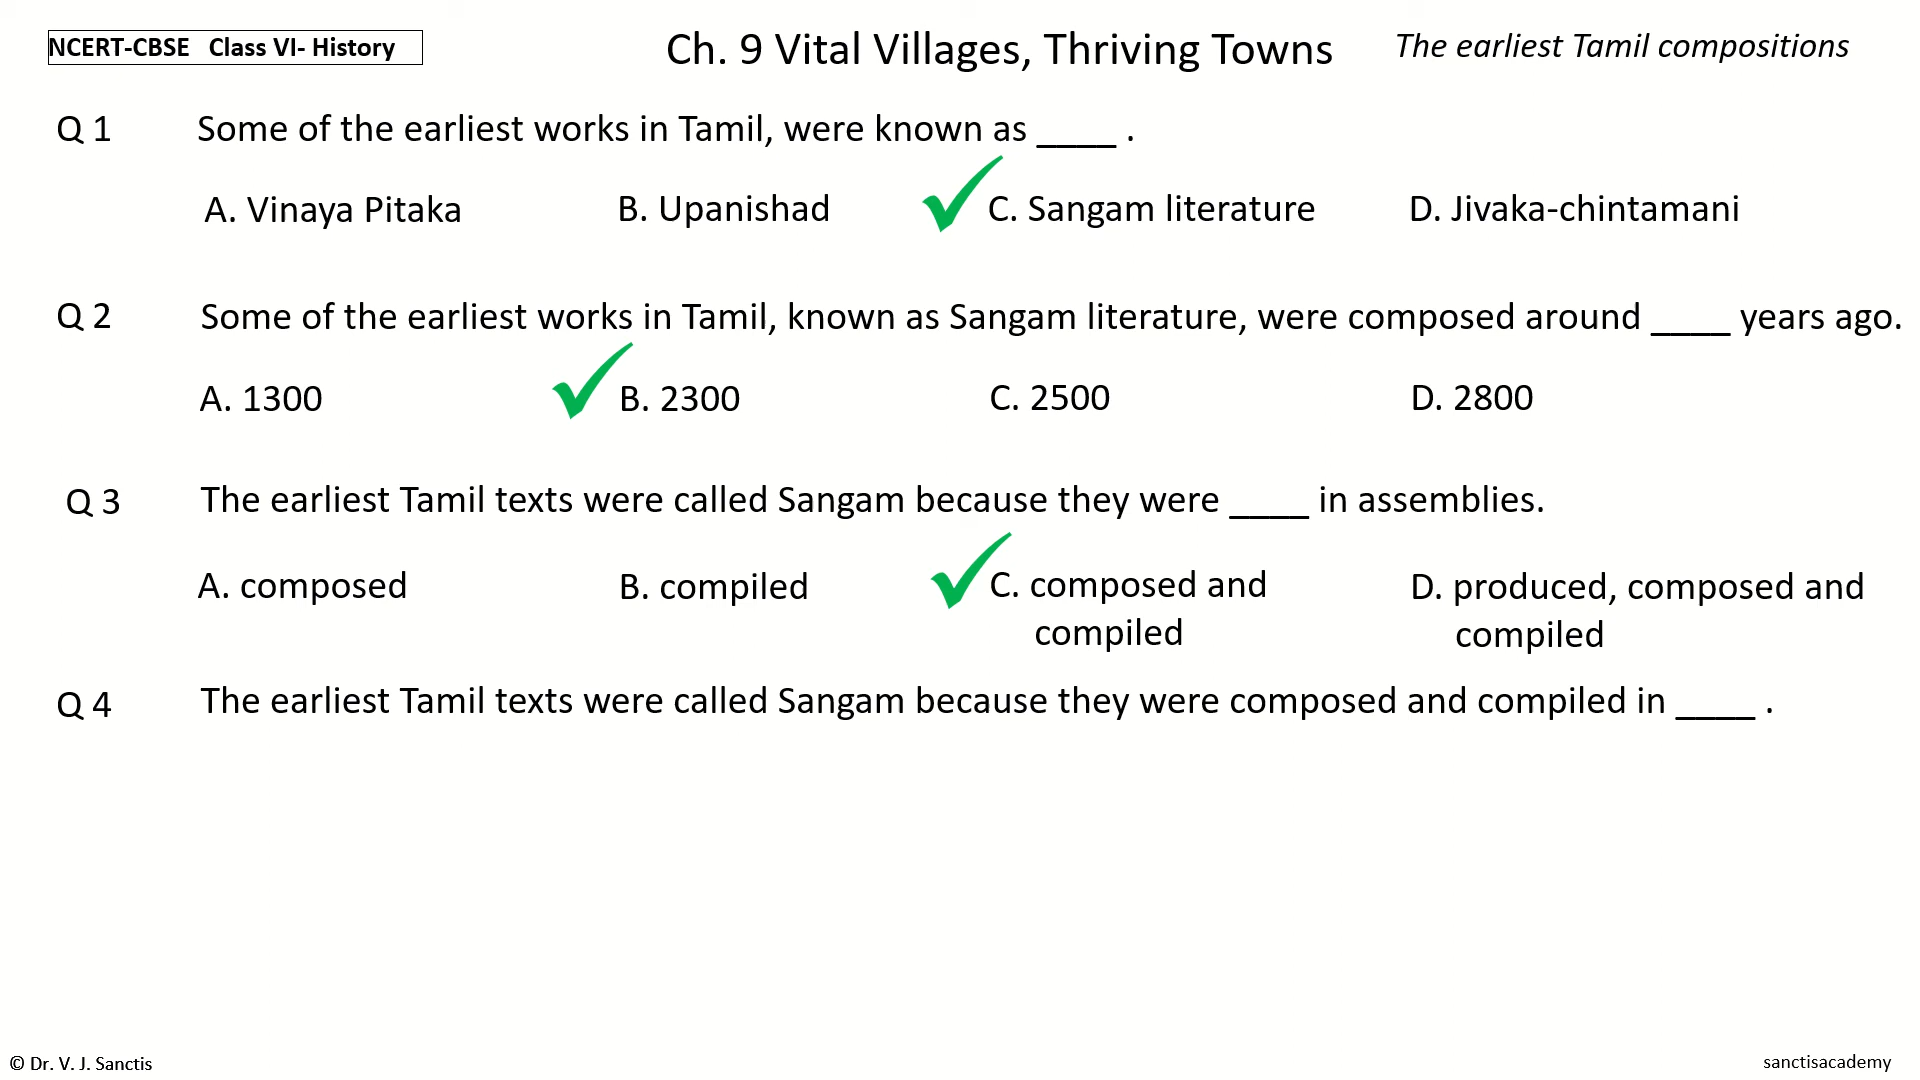 NCERT-CBSE Class VI- History
Ch. 9 Vital Villages, Thriving Towns
The earliest Tamil compositions
Q 1 Some of the earliest works in Tamil, were known as ____ .
A. Vinaya Pitaka B. Upanishad C. Sangam literature D. Jivaka-chintamani
Q 2 Some of the earliest works in Tamil, known as Sangam literature, were composed around ____ years ago.
A. 1300 B. 2300 C. 2500 D. 2800
Q 3 The earliest Tamil texts were called Sangam because they were ____ in assemblies.
A. composed B. compiled C. composed and compiled D. produced, composed and compiled
Q 4 The earliest Tamil texts were called Sangam because they were composed and compiled in ____ .
© Dr. V. J. Sanctis
sanctisacademy